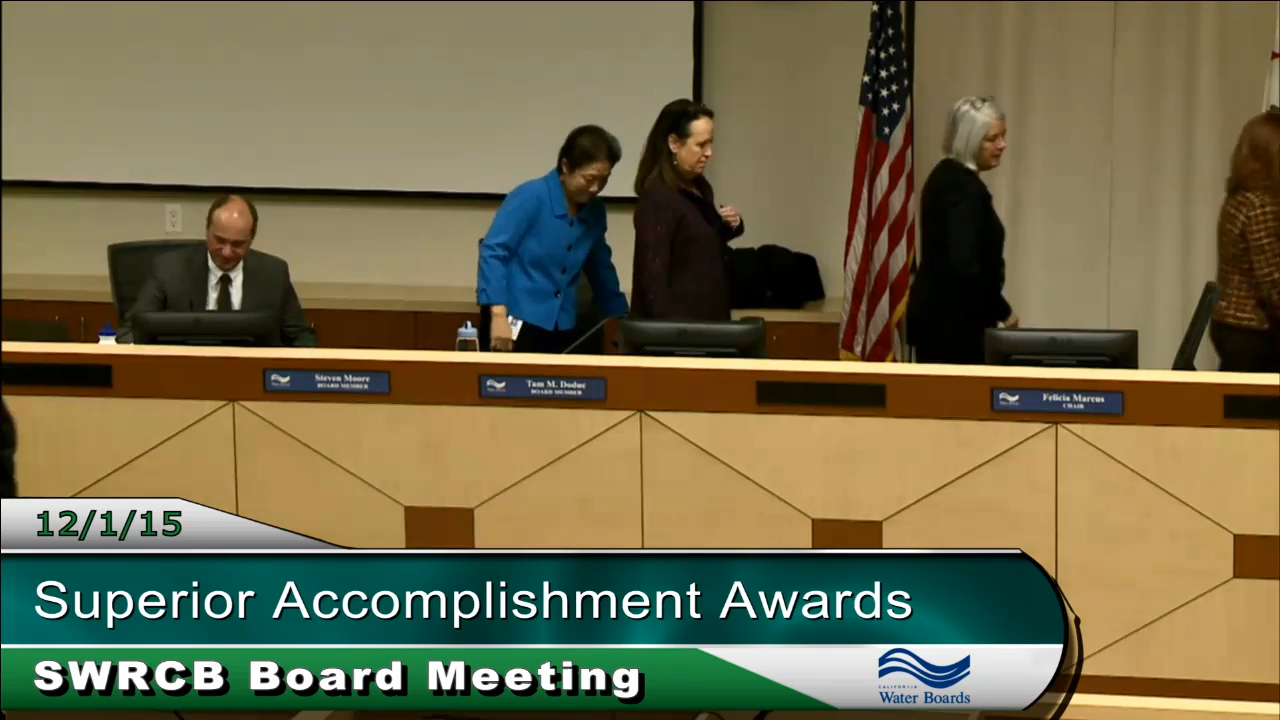 Steven Moore
BOARD MEMBER
Tam M. Doduc
BOARD MEMBER
Felicia Marcus
CHAIR
12/1/15
Superior Accomplishment Awards
SWRCB Board Meeting
CALIFORNIA
Water Boards